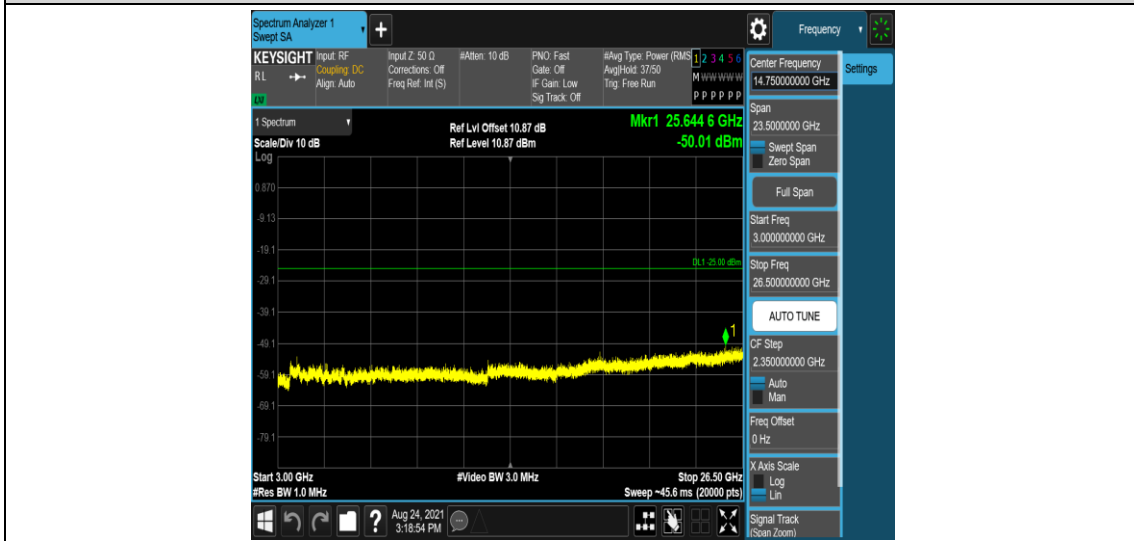 Spectrum Analyzer 1
Swept SA
+
Frequency
KEYSIGHT
RL
LXI
Input: RF
Coupling: DC
Align: Auto
Input Z: 50 Ω
Corrections: Off
Freq Ref: Int (S)
#Atten: 10 dB
PNO: Fast
Gate: Off
IF Gain: Low
Sig Track: Off
#Avg Type: Power (RMS
Avg|Hold: 37/50
Trig: Free Run
1 2 3 4 5 6
M W W W W W
P P P P P P
1 Spectrum
Scale/Div 10 dB
Log
Ref Lvl Offset 10.87 dB
Ref Level 10.87 dBm
Mkr1 25.644 6 GHz
-50.01 dBm
0.870
-9.13
-19.1
DL1 -25.00 dBm
-29.1
-39.1
1
-49.1
-59.1
-69.1
-79.1
Start 3.00 GHz
#Video BW 3.0 MHz
Stop 26.50 GHz
#Res BW 1.0 MHz
Sweep ~45.6 ms (20000 pts)
?
Aug 24, 2021
3:18:54 PM
Center Frequency
14.750000000 GHz
Settings
Span
23.5000000 GHz
Swept Span
Zero Span
Full Span
Start Freq
3.000000000 GHz
Stop Freq
26.500000000 GHz
AUTO TUNE
CF Step
2.350000000 GHz
Auto
Man
Freq Offset
0 Hz
X Axis Scale
Log
Lin
Signal Track
(Span Zoom)